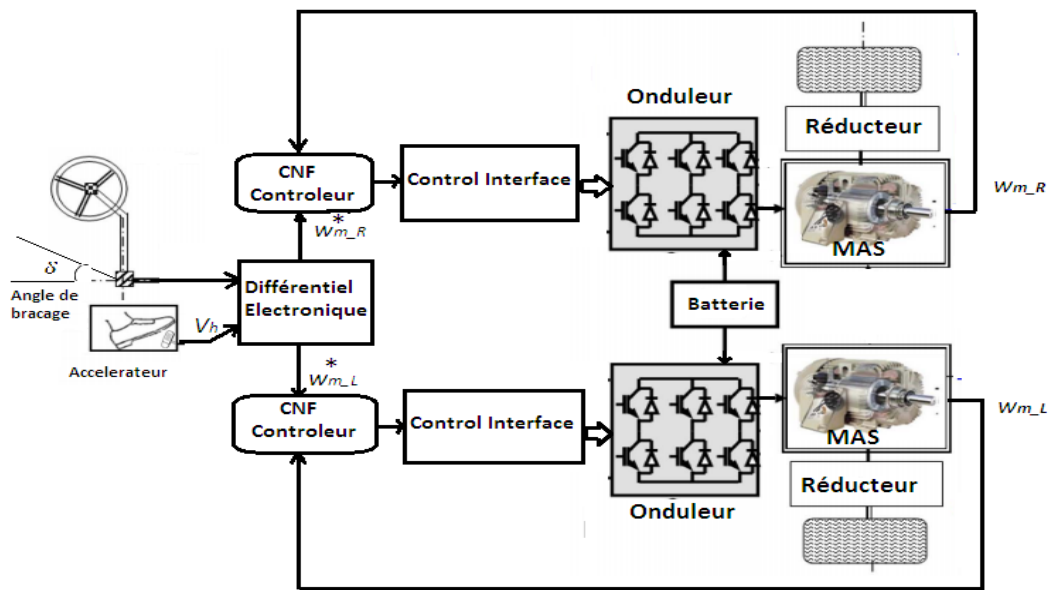 Onduleur
Réducteur
CNF
Controleur
Control Interface
MAS
Wm_R
*
Wm_R
δ
Angle de
bracage
Différentiel
Electronique
Batterie
Vh
Accelerateur
*
Wm_L
CNF
Controleur
Control Interface
MAS
Wm_L
Réducteur
Onduleur